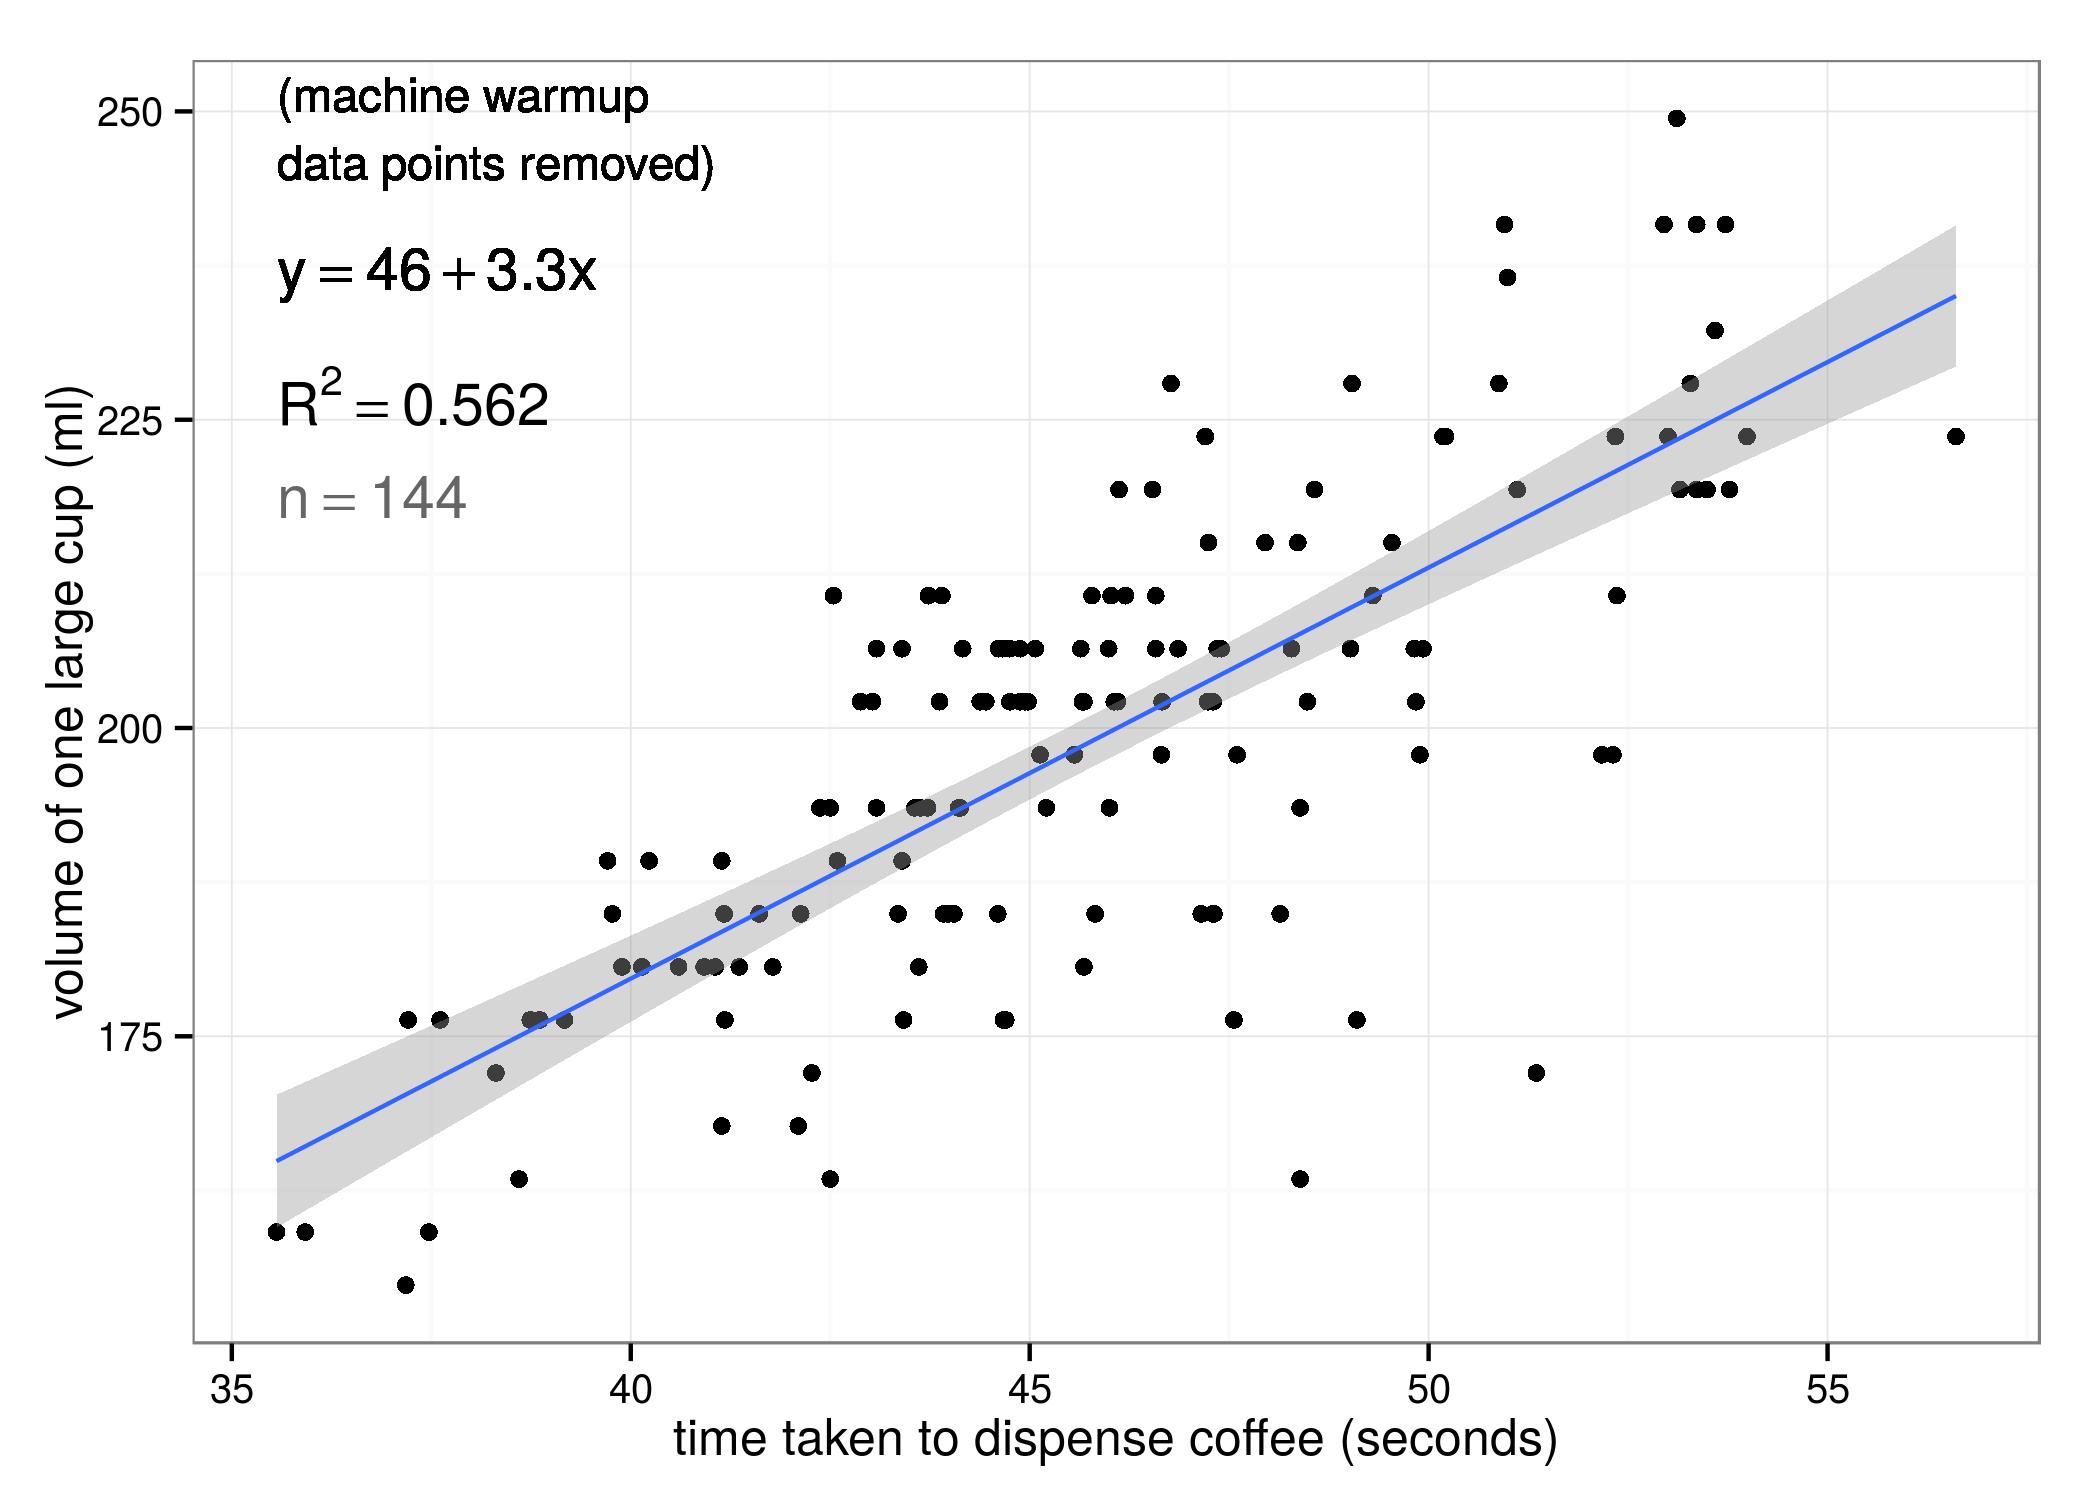 (machine warmup
data points removed)
y = 46 + 3.3x
R² = 0.562
n = 144
250
225
200
175
volume of one large cup (ml)
35 40 45 50 55
time taken to dispense coffee (seconds)